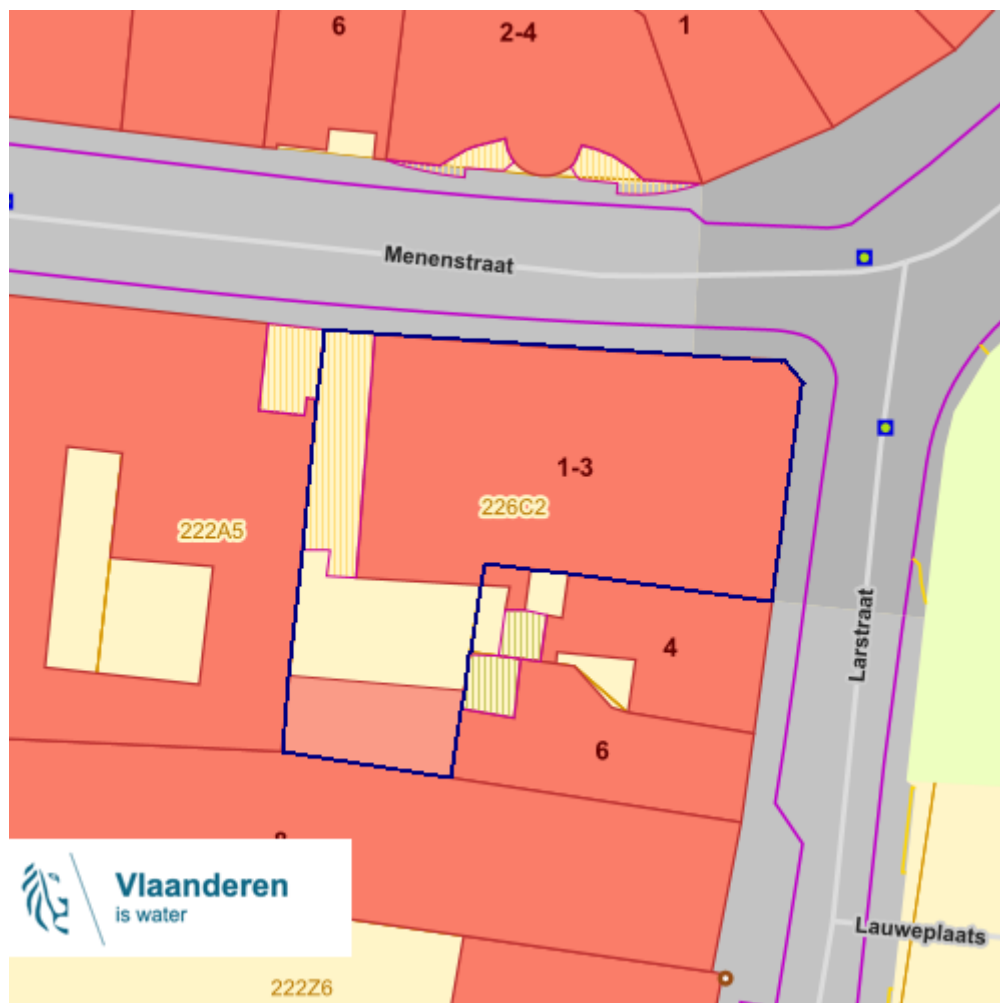 6
2-4
1
Menenstraat
1-3
226C2
222A5
Larstraat
4
6
Vlaanderen
is water
Lauweplaats
222Z6